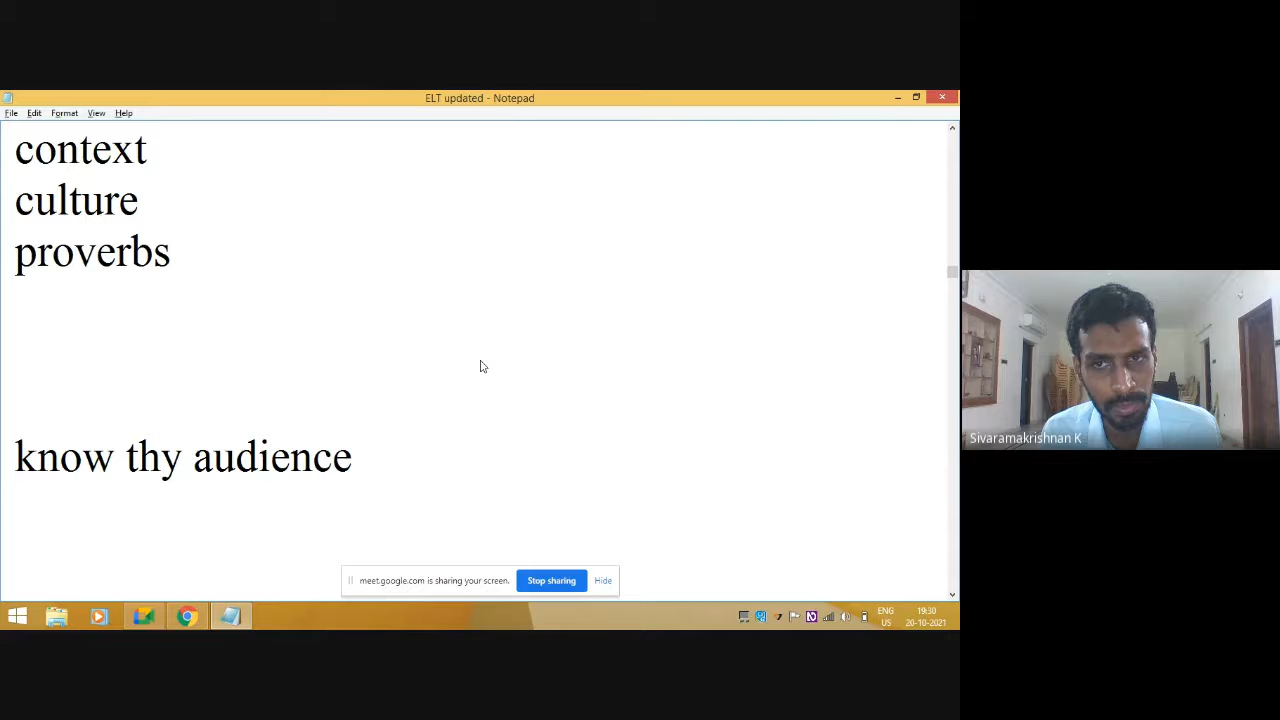 ELT updated - Notepad
File Edit Format View Help
context
culture
proverbs
know thy audience
meet.google.com is sharing your screen. Stop sharing Hide
Sivaramakrishnan K
ENG 19:30
US 20-10-2021